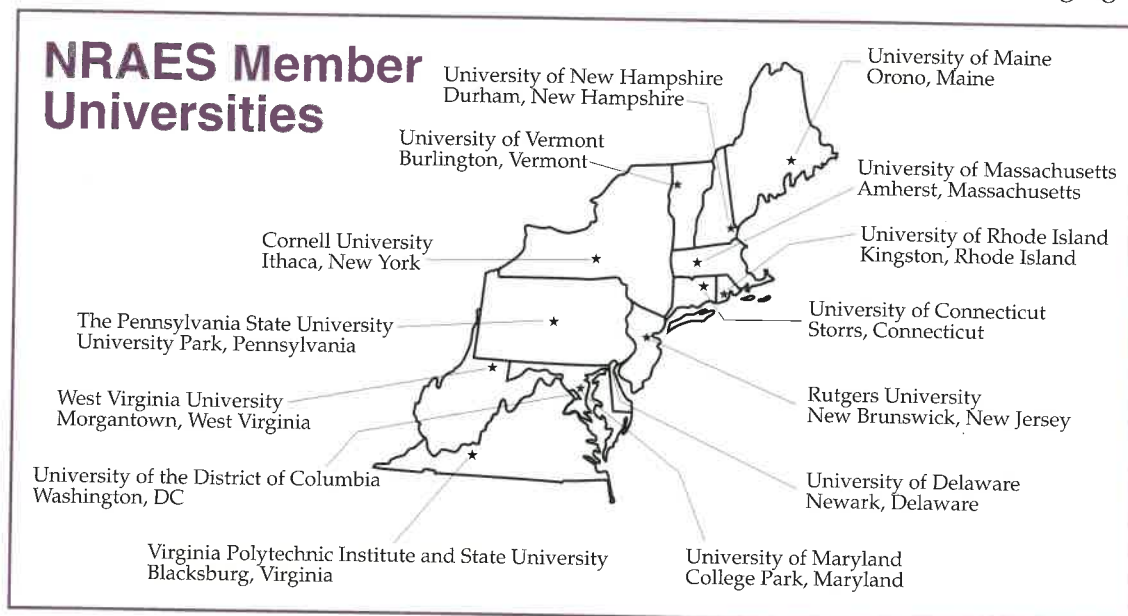 NRAES Member
Universities
University of New Hampshire
Durham, New Hampshire
University of Maine
Orono, Maine
University of Vermont
Burlington, Vermont
University of Massachusetts
Amherst, Massachusetts
Cornell University
Ithaca, New York
University of Rhode Island
Kingston, Rhode Island
The Pennsylvania State University
University Park, Pennsylvania
University of Connecticut
Storrs, Connecticut
West Virginia University
Morgantown, West Virginia
Rutgers University
New Brunswick, New Jersey
University of the District of Columbia
Washington, DC
University of Delaware
Newark, Delaware
Virginia Polytechnic Institute and State University
Blacksburg, Virginia
University of Maryland
College Park, Maryland